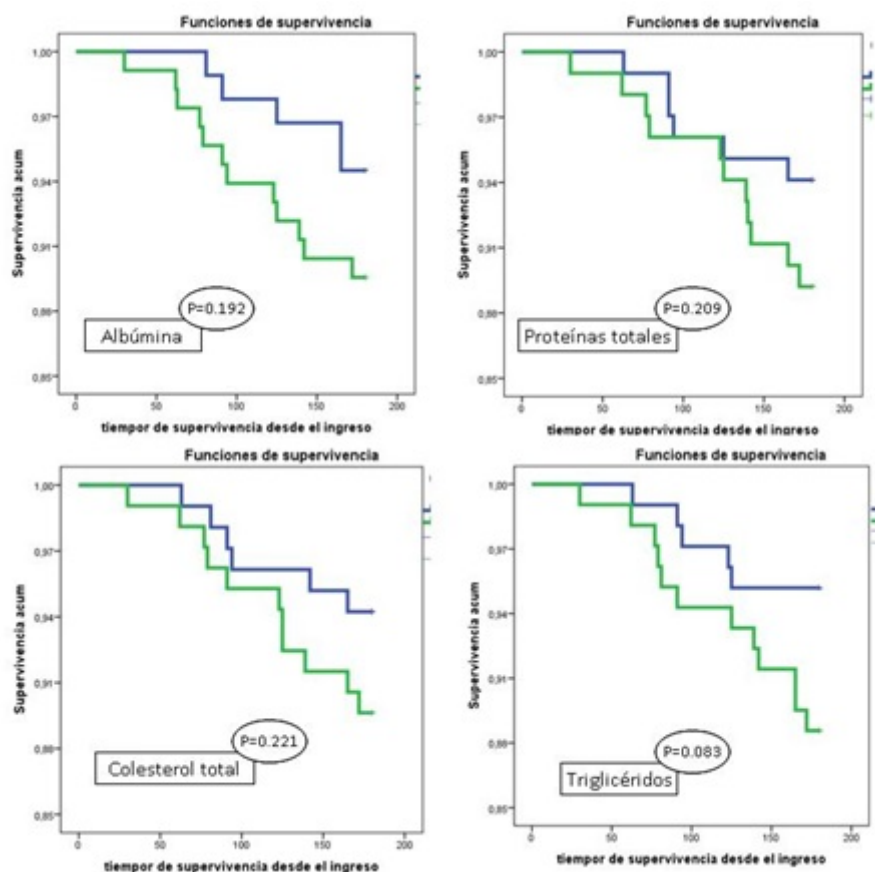 Funciones de supervivencia
Supervivencia acum
1,00
0,97
0,94
0,91
0,88
0,85
P=0.192
Albúmina
0 50 100 150 200
tiempor de supervivencia desde el ingreso
Funciones de supervivencia
Supervivencia acum
1,00
0,97
0,94
0,91
0,88
0,85
P=0.209
Proteínas totales
0 50 100 150 200
tiempor de supervivencia desde el ingreso
Funciones de supervivencia
Supervivencia acum
1,00
0,97
0,94
0,91
0,88
0,85
P=0.221
Colesterol total
0 50 100 150 200
tiempor de supervivencia desde el ingreso
Funciones de supervivencia
Supervivencia acum
1,00
0,97
0,94
0,91
0,88
0,85
P=0.083
Triglicéridos
0 50 100 150 200
tiempor de supervivencia desde el ingreso